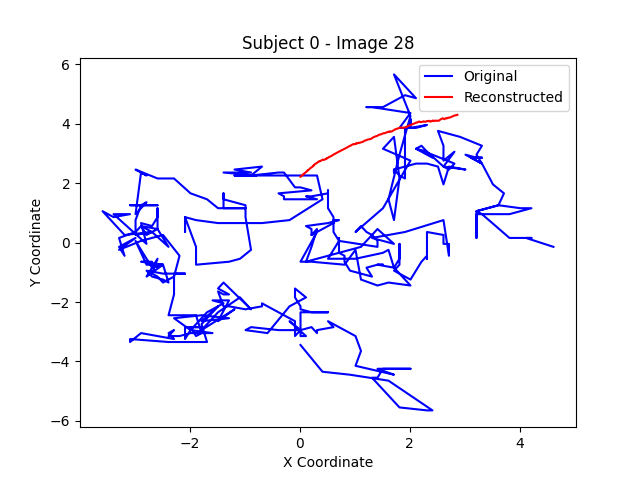 Subject 0 - Image 28
Original
Reconstructed
6
4
2
0
−2
−4
−6
Y Coordinate
−2 0 2 4
X Coordinate